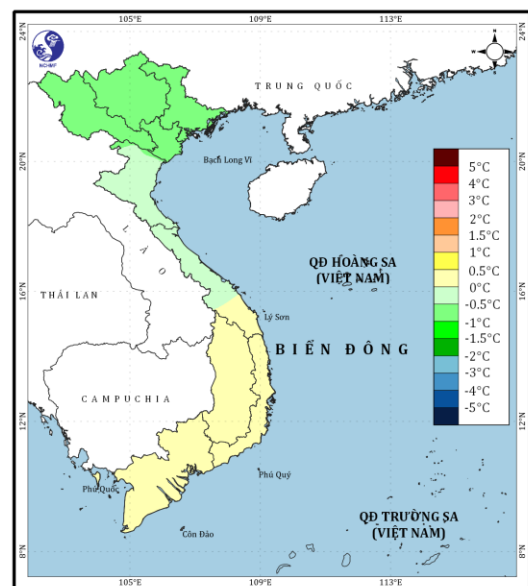 105°E 109°E 113°E 117°E
24°N 24°N
NCHMF
N
W E
S
TRUNG QUỐC
20°N 20°N
Bạch Long Vĩ
5°C
4°C
3°C
2°C
1.5°C
1°C
0.5°C
0°C
-0.5°C
-1°C
-1.5°C
-2°C
-3°C
-4°C
-5°C
LÀO
QĐ HOÀNG SA
(VIỆT NAM)
THÁI LAN
16°N 16°N
Lý Sơn
BIỂN ĐÔNG
CAMPUCHIA
12°N 12°N
Phú Quý
Phú Quốc
Côn Đảo
QĐ TRƯỜNG SA
(VIỆT NAM)
8°N 8°N
105°E 109°E 113°E 117°E